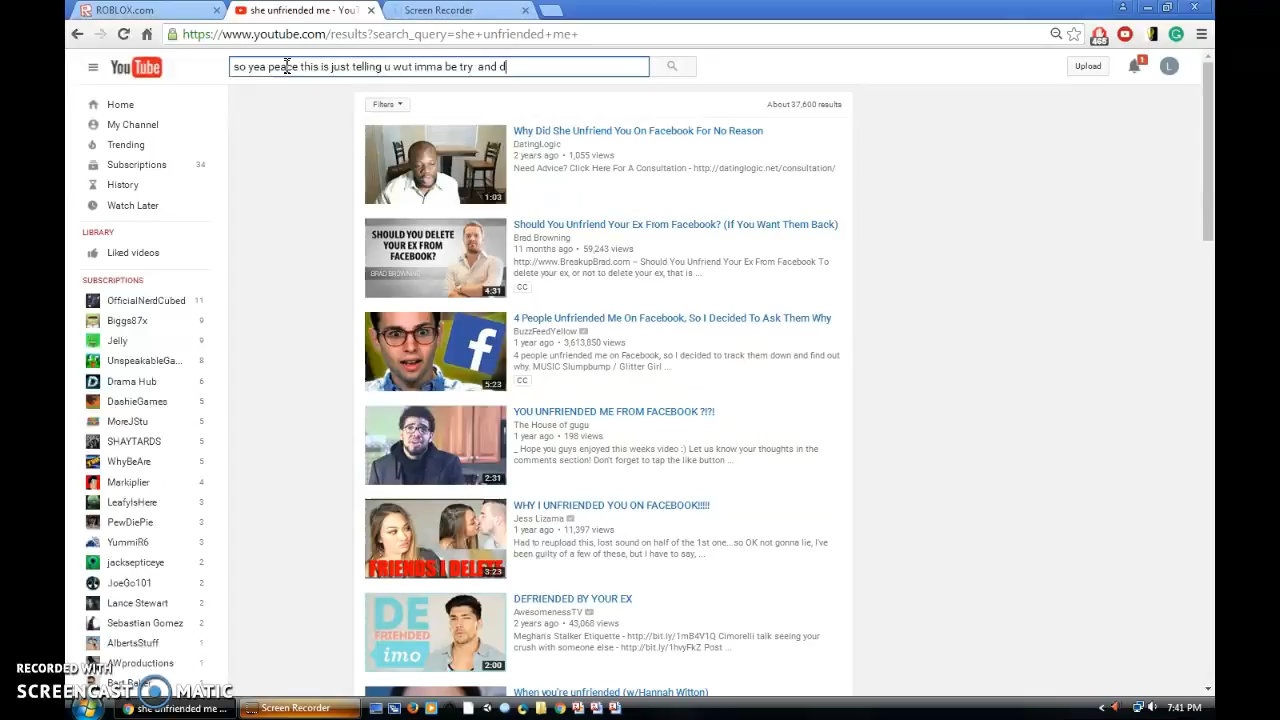 ROBLOX.com
she unfriended me - YouT
Screen Recorder
https://www.youtube.com/results?search_query=she+unfriended+me+
465
YouTube
so yea peace this is just telling u wut imma be try  and d
Upload
1
L
Home
My Channel
Trending
Subscriptions 34
History
Watch Later
LIBRARY
Liked videos
SUBSCRIPTIONS
OfficialNerdCubed 11
Biggs87x 9
Jelly 9
UnspeakableGa... 8
Drama Hub 6
DashieGames 5
MoreJStu 5
SHAYTARDS 5
WhyBeAre 5
Markiplier 4
LeafyIsHere 3
PewDiePie 3
YummiR6 3
jacksepticeye 2
JoeGo101 2
Lance Stewart 2
Sebastian Gomez 2
AlbertsStuff 1
AWproductions 1
Filters
About 37,600 results
Why Did She Unfriend You On Facebook For No Reason
DatingLogic
2 years ago • 1,055 views
Need Advice? Click Here For A Consultation - http://datinglogic.net/consultation/
1:03
Should You Unfriend Your Ex From Facebook? (If You Want Them Back)
Brad Browning
11 months ago • 59,243 views
http://www.BreakupBrad.com – Should You Unfriend Your Ex From Facebook To
delete your ex, or not to delete your ex, that is ...
CC
SHOULD YOU DELETE
YOUR EX FROM
FACEBOOK?
BRAD BROWNING
4:31
4 People Unfriended Me On Facebook, So I Decided To Ask Them Why
BuzzFeedYellow
1 year ago • 3,613,850 views
4 people unfriended me on Facebook, so I decided to track them down and find out
why. MUSIC Slumpbump / Glitter Girl ...
CC
f
5:23
YOU UNFRIENDED ME FROM FACEBOOK ?!?!
The House of gugu
1 year ago • 198 views
_ Hope you guys enjoyed this weeks video :) Let us know your thoughts in the
comments section! Don't forget to tap the like button ...
2:31
WHY I UNFRIENDED YOU ON FACEBOOK!!!!!
Jess Lizama
1 year ago • 11,397 views
Had to reupload this, lost sound on half of the 1st one...so OK not gonna lie, I've
been guilty of a few of these, but I have to say, ...
FRIENDS I DELETE
3:23
DEFRIENDED BY YOUR EX
AwesomenessTV
2 years ago • 43,068 views
Meghan's Stalker Etiquette - http://bit.ly/1mB4V1Q Cimorelli talk seeing your
crush with someone else - http://bit.ly/1hvyFkZ Post ...
DE
FRIENDED
imo
2:00
When you're unfriended (w/Hannah Witton)
RECORDED WITH
SCREENCAST MATIC
she unfriended me ...
Screen Recorder
7:41 PM